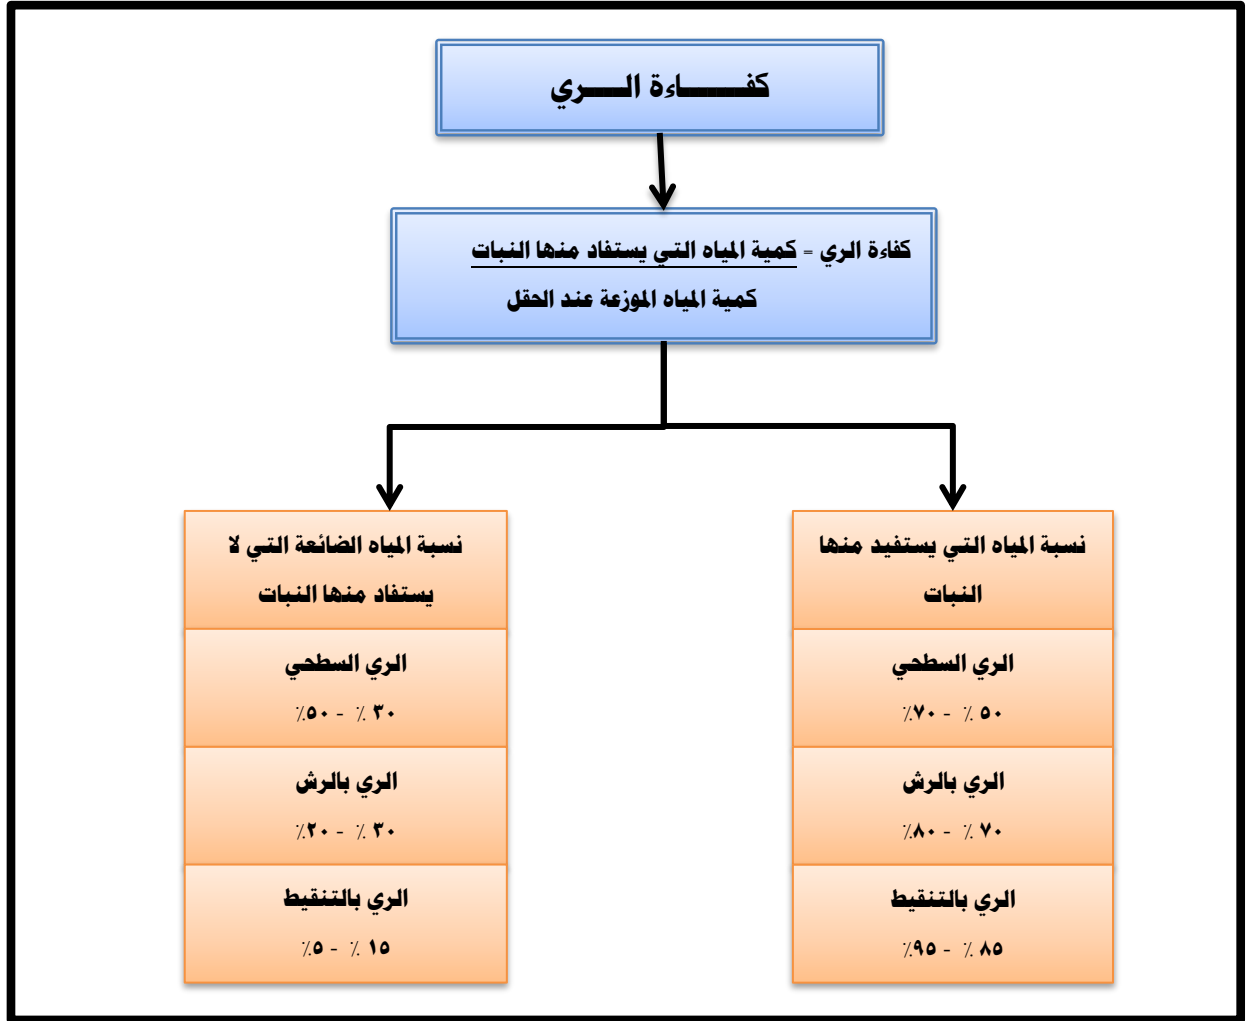 كفاءة الري
كفاءة الري = كمية المياه التي يستفاد منها النبات
كمية المياه الموزعة عند الحقل
نسبة المياه التي يستفيد منها
النبات
الري السطحي
٥٠ ٪ - ٧٠٪
الري بالرش
٧٠ ٪ - ٨٠٪
الري بالتنقيط
٨٥ ٪ - ٩٥٪
نسبة المياه الضائعة التي لا
يستفاد منها النبات
الري السطحي
٣٠ ٪ - ٥٠٪
الري بالرش
٣٠ ٪ - ٢٠٪
الري بالتنقيط
١٥ ٪ - ٥٪